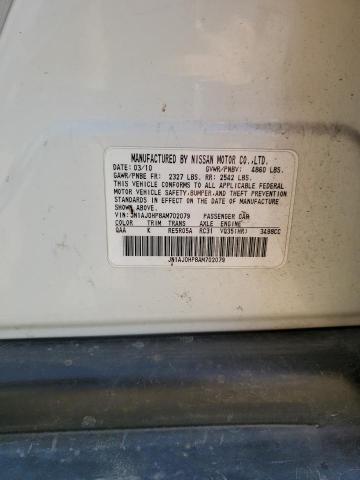 MANUFACTURED BY NISSAN MOTOR CO.,LTD.
DATE: 03/10 GVWR/PNBV: 4860 LBS.
GAWR/PNBE FR: 2327 LBS. RR: 2542 LBS.
THIS VEHICLE CONFORMS TO ALL APPLICABLE FEDERAL
MOTOR VEHICLE SAFETY,BUMPER,AND THEFT PREVENTION
STANDARDS IN EFFECT ON THE DATE OF MANUFACTURE
SHOWN ABOVE.
VIN:JN1AJ0HP8AM702079 PASSENGER CAR
COLOR TRIM TRANS AXLE ENGINE
QAA K RE5R05A RC31 VQ35(HR) 3498CC
JN1AJ0HP8AM702079